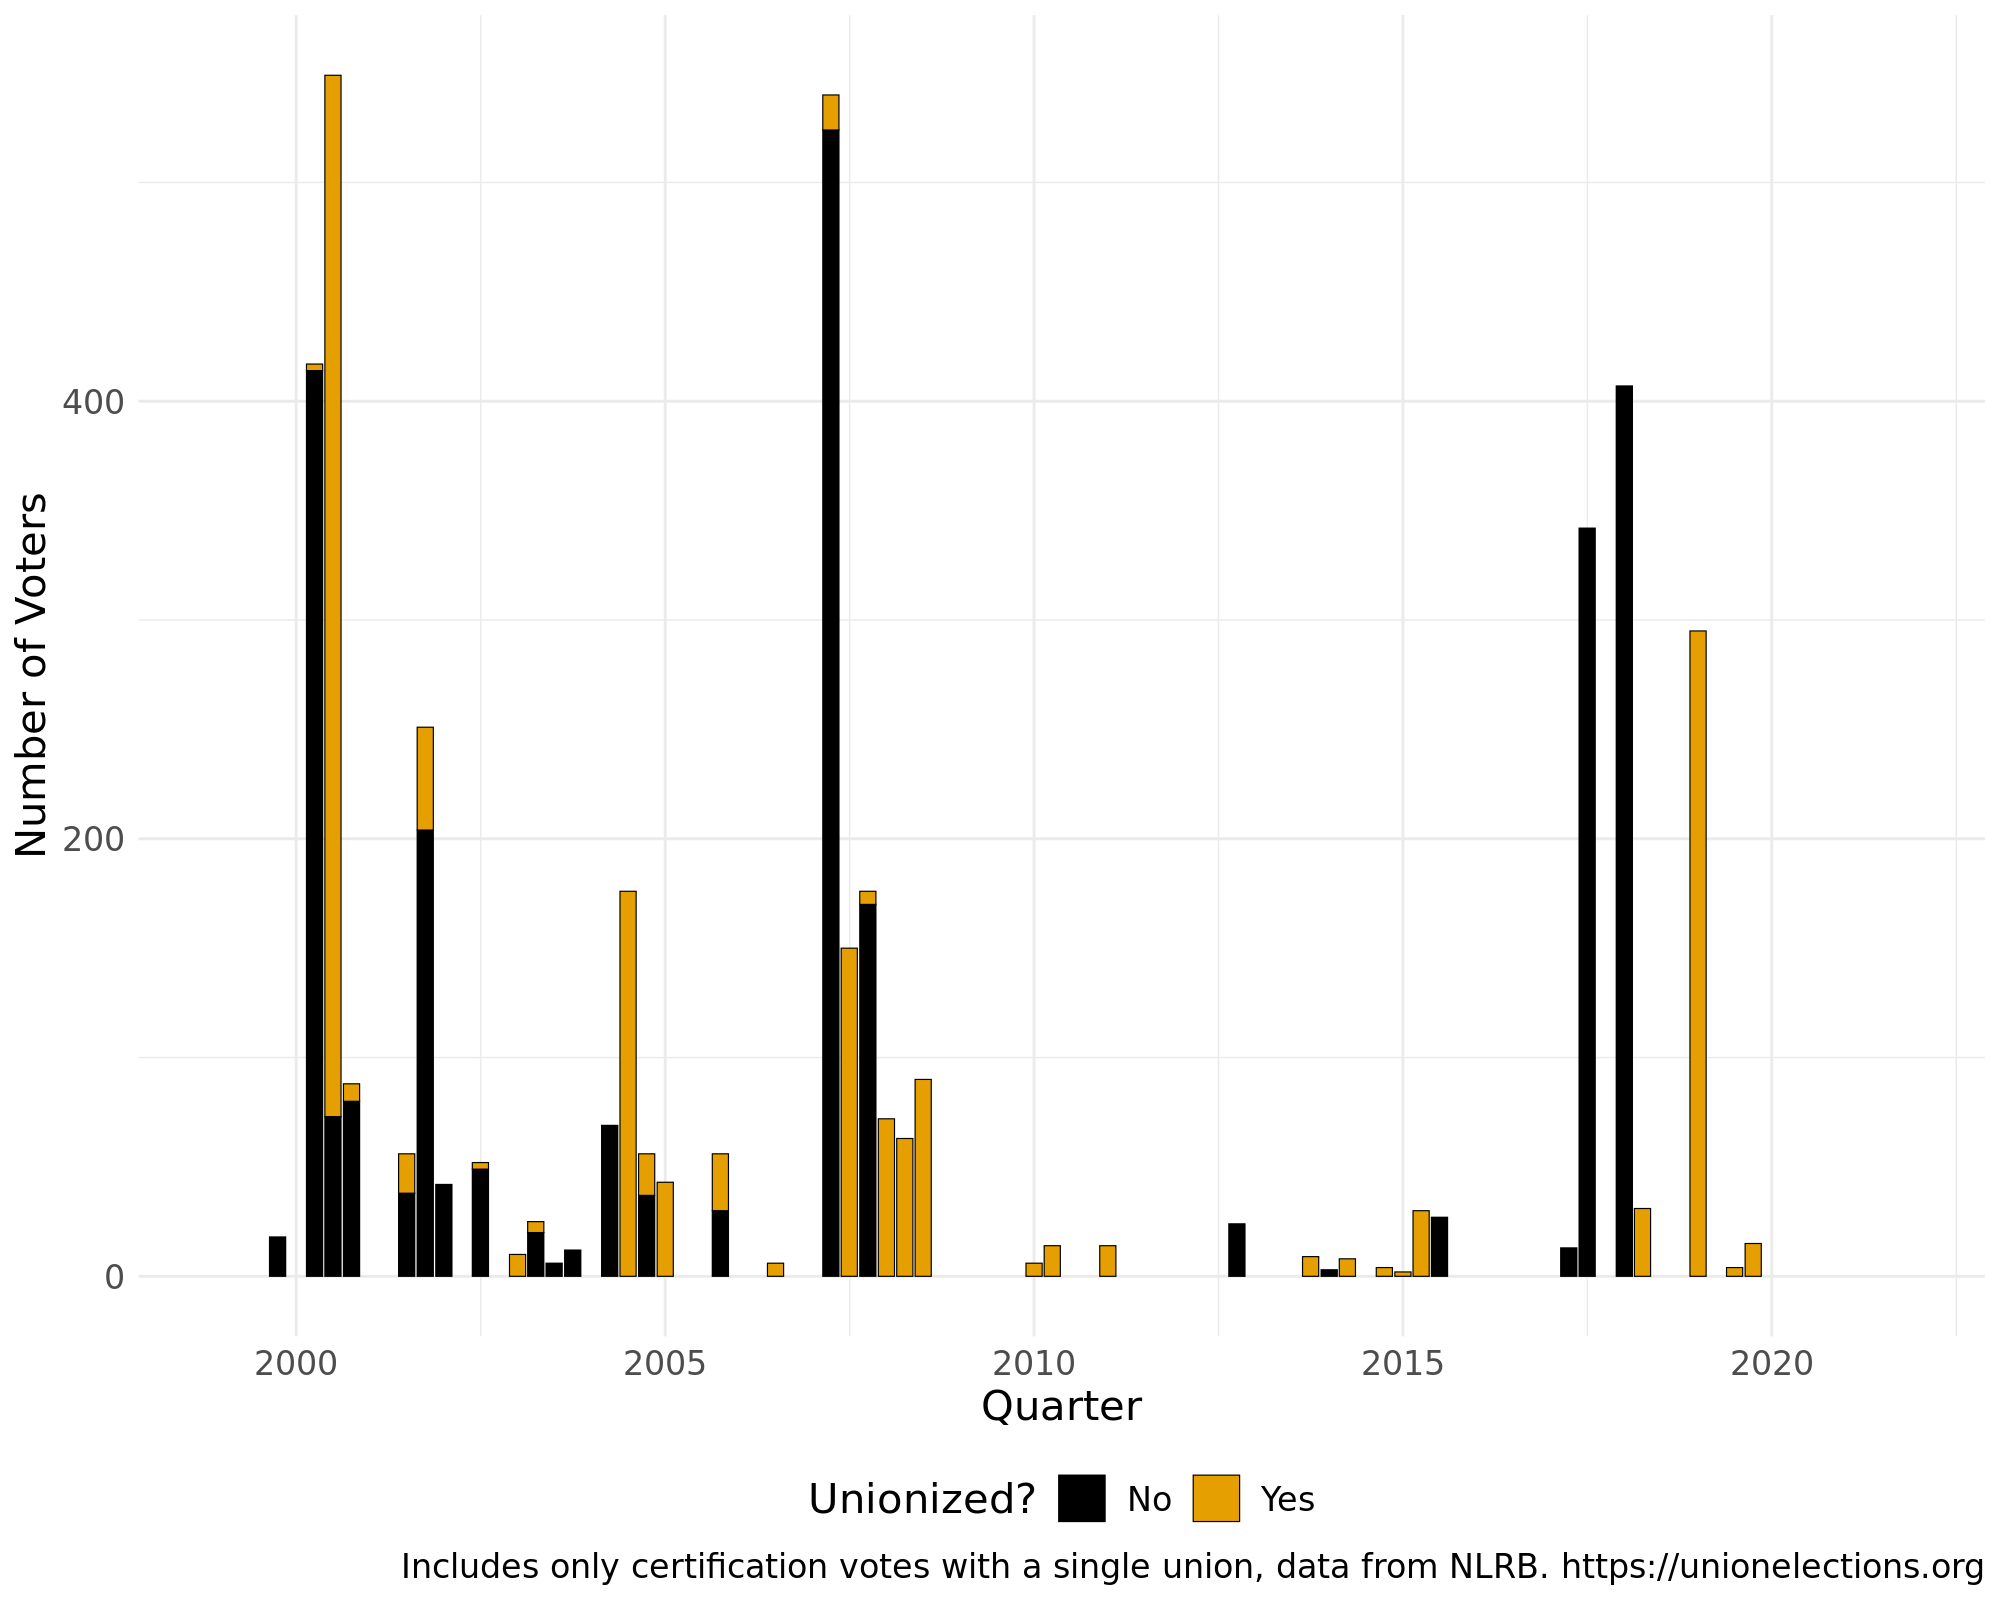 Number of Voters
400
200
0
2000 2005 2010 2015 2020
Quarter
Unionized? No Yes
Includes only certification votes with a single union, data from NLRB. https://unionelections.org